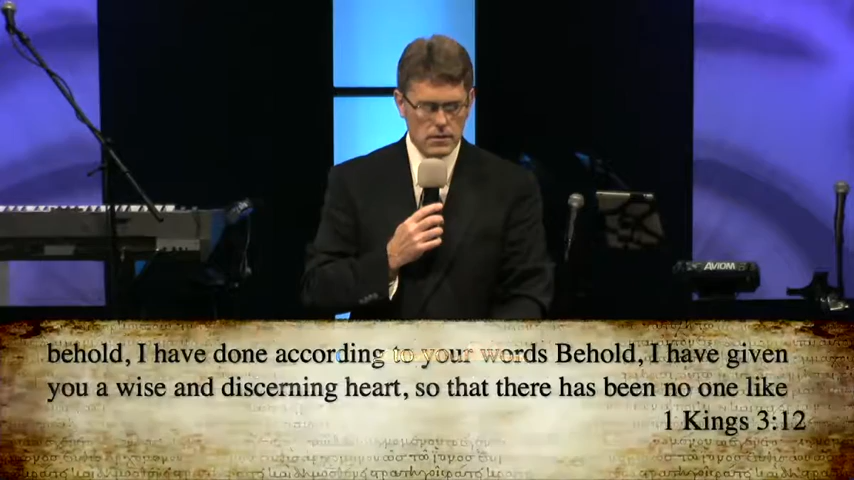 AVIOM
behold, I have done according to your words Behold, I have given
you a wise and discerning heart, so that there has been no one like
1 Kings 3:12